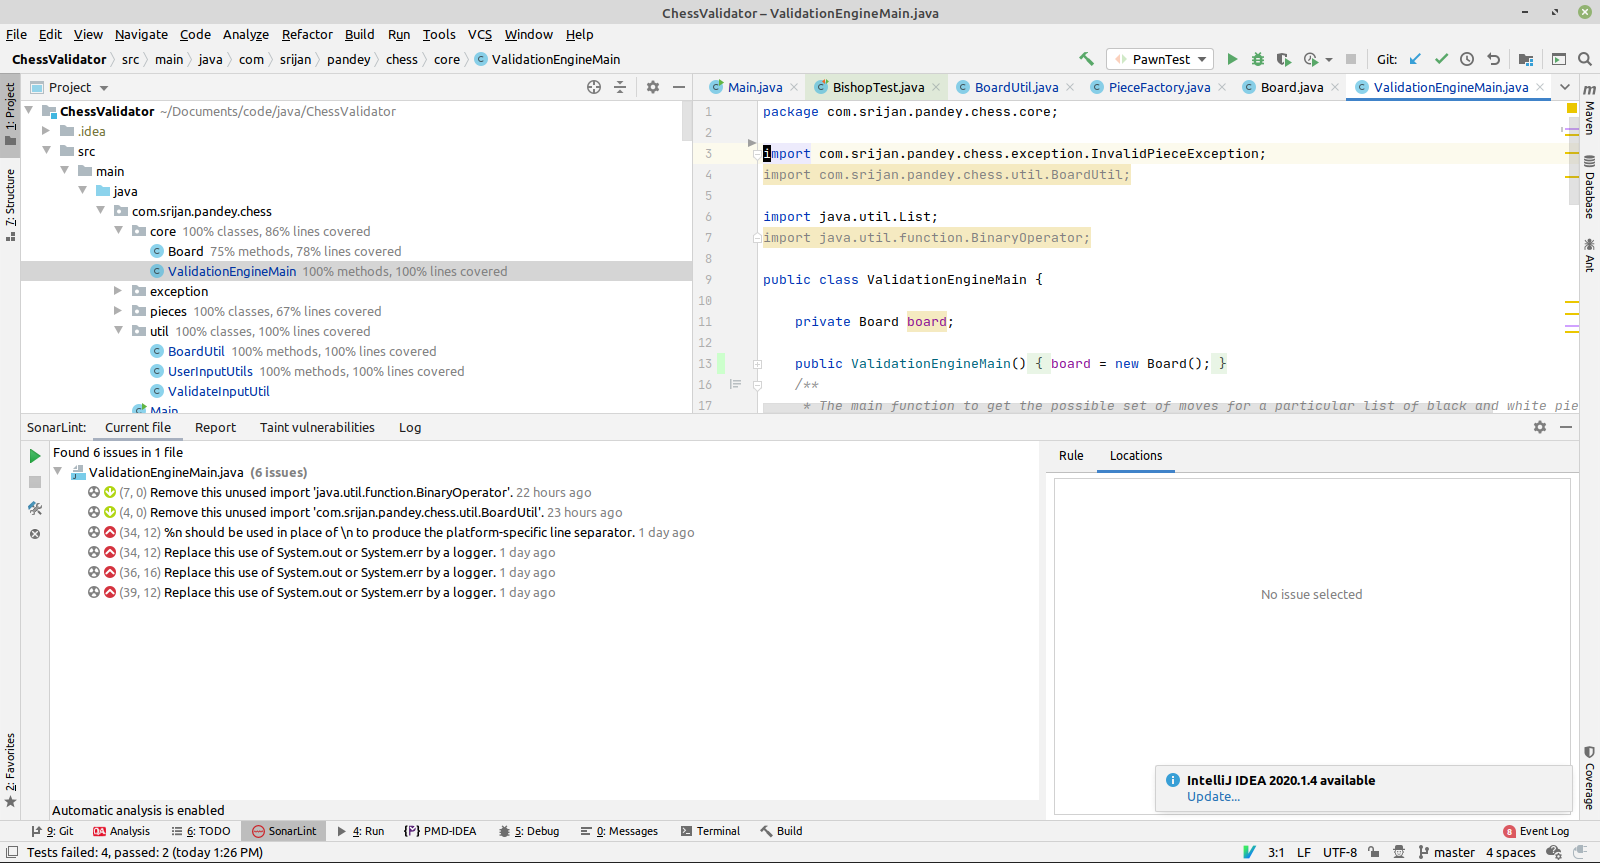 ChessValidator – ValidationEngineMain.java
File Edit View Navigate Code Analyze Refactor Build Run Tools VCS Window Help
ChessValidator src main java com srijan pandey chess core ValidationEngineMain
PawnTest Git:
1: Project
7: Structure
2: Favorites
Project
ChessValidator ~/Documents/code/java/ChessValidator
.idea
src
main
java
com.srijan.pandey.chess
core 100% classes, 86% lines covered
Board 75% methods, 78% lines covered
ValidationEngineMain 100% methods, 100% lines covered
exception
pieces 100% classes, 67% lines covered
util 100% classes, 100% lines covered
BoardUtil 100% methods, 100% lines covered
UserInputUtils 100% methods, 100% lines covered
ValidateInputUtil
Main
Main.java BishopTest.java BoardUtil.java PieceFactory.java Board.java ValidationEngineMain.java
1 package com.srijan.pandey.chess.core;
2
3 import com.srijan.pandey.chess.exception.InvalidPieceException;
4 import com.srijan.pandey.chess.util.BoardUtil;
5
6 import java.util.List;
7 import java.util.function.BinaryOperator;
8
9 public class ValidationEngineMain {
10
11 private Board board;
12
13 public ValidationEngineMain() { board = new Board(); }
16 /**
17 * The main function to get the possible set of moves for a particular list of black and white pie
m Maven
Database
Ant
Coverage
SonarLint: Current file Report Taint vulnerabilities Log
Found 6 issues in 1 file
ValidationEngineMain.java (6 issues)
(7, 0) Remove this unused import 'java.util.function.BinaryOperator'. 22 hours ago
(4, 0) Remove this unused import 'com.srijan.pandey.chess.util.BoardUtil'. 23 hours ago
(34, 12) %n should be used in place of \n to produce the platform-specific line separator. 1 day ago
(34, 12) Replace this use of System.out or System.err by a logger. 1 day ago
(36, 16) Replace this use of System.out or System.err by a logger. 1 day ago
(39, 12) Replace this use of System.out or System.err by a logger. 1 day ago
Automatic analysis is enabled
Rule Locations
No issue selected
IntelliJ IDEA 2020.1.4 available
Update...
9: Git QA Analysis 6: TODO SonarLint 4: Run {P} PMD-IDEA 5: Debug 0: Messages Terminal Build 8 Event Log
Tests failed: 4, passed: 2 (today 1:26 PM) 3:1 LF UTF-8 master 4 spaces